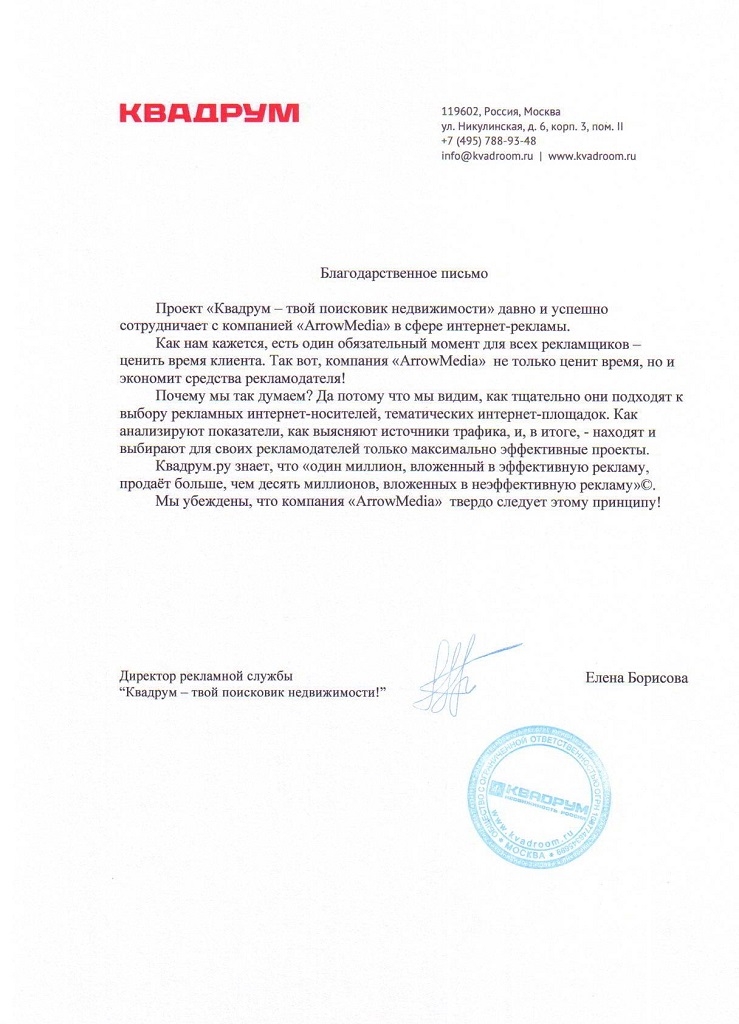 КВАДРУМ
119602, Россия, Москва
ул. Никулинская, д. 6, корп. 3, пом. II
+7 (495) 788-93-48
info@kvadroom.ru | www.kvadroom.ru
Благодарственное письмо
Проект «Квадрум – твой поисковик недвижимости» давно и успешно
сотрудничает с компанией «ArrowMedia» в сфере интернет-рекламы.
Как нам кажется, есть один обязательный момент для всех рекламщиков –
ценить время клиента. Так вот, компания «ArrowMedia» не только ценит время, но и
экономит средства рекламодателя!
Почему мы так думаем? Да потому что мы видим, как тщательно они подходят к
выбору рекламных интернет-носителей, тематических интернет-площадок. Как
анализируют показатели, как выясняют источники трафика, и, в итоге, - находят и
выбирают для своих рекламодателей только максимально эффективные проекты.
Квадрум.ру знает, что «один миллион, вложенный в эффективную рекламу,
продаёт больше, чем десять миллионов, вложенных в неэффективную рекламу»©.
Мы убеждены, что компания «ArrowMedia» твердо следует этому принципу!
Директор рекламной службы
“Квадрум – твой поисковик недвижимости!”
Елена Борисова
ОБЩЕСТВО С ОГРАНИЧЕННОЙ ОТВЕТСТВЕННОСТЬЮ ОГРН
КВАДРУМ
НЕДВИЖИМОСТЬ РОССИИ
www.kvadroom.ru
* МОСКВА *